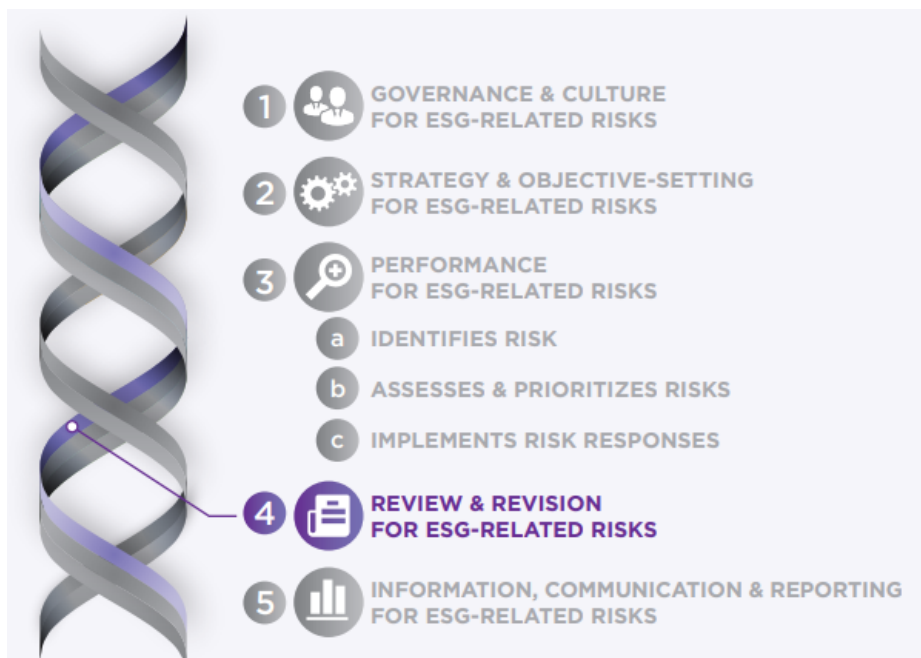 1 GOVERNANCE & CULTURE
FOR ESG-RELATED RISKS
2 STRATEGY & OBJECTIVE-SETTING
FOR ESG-RELATED RISKS
3 PERFORMANCE
FOR ESG-RELATED RISKS
a IDENTIFIES RISK
b ASSESSES & PRIORITIZES RISKS
c IMPLEMENTS RISK RESPONSES
4 REVIEW & REVISION
FOR ESG-RELATED RISKS
5 INFORMATION, COMMUNICATION & REPORTING
FOR ESG-RELATED RISKS